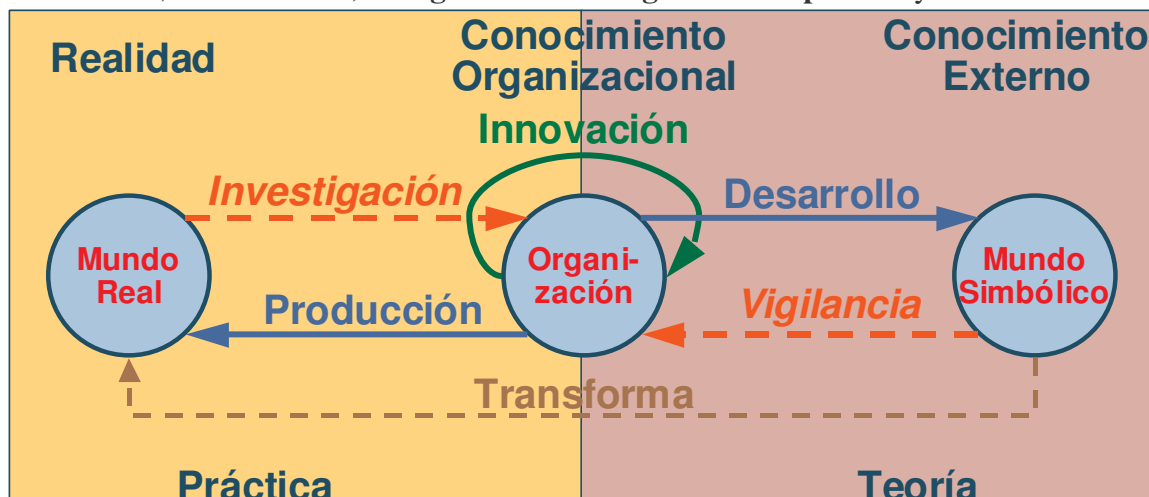 Realidad
Conocimiento
Organizacional
Conocimiento
Externo
Innovación
Investigación
Desarrollo
Mundo
Real
Organi-
zación
Mundo
Simbólico
Producción
Vigilancia
Transforma
Práctica
Teoría